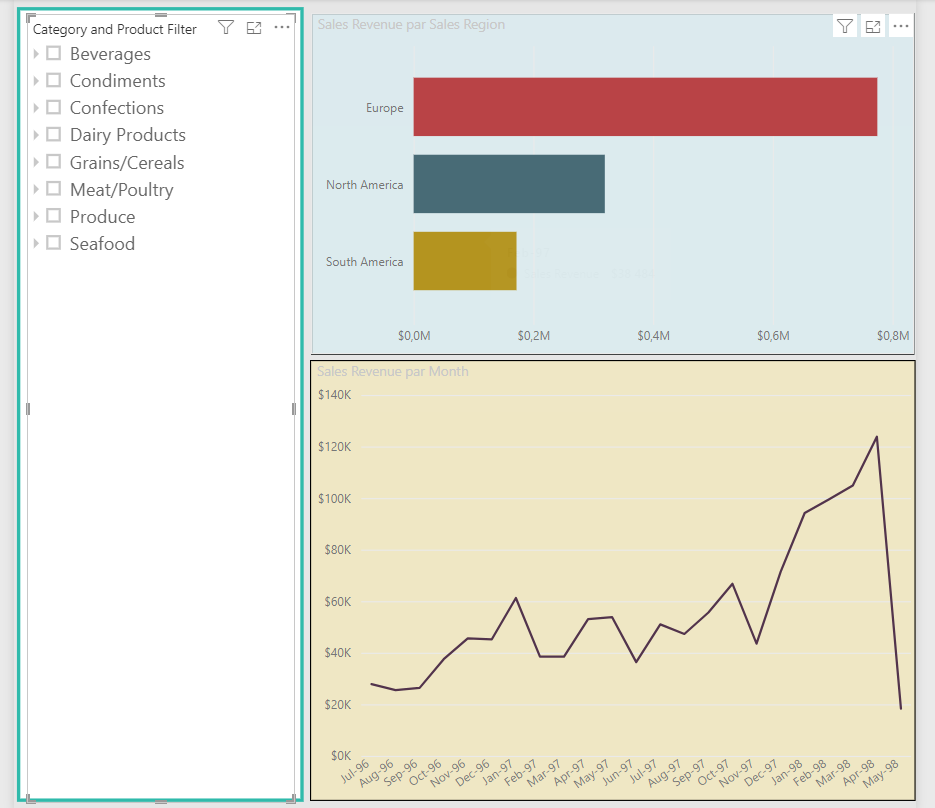 Category and Product Filter
Beverages
Condiments
Confections
Dairy Products
Grains/Cereals
Meat/Poultry
Produce
Seafood
Sales Revenue par Sales Region
Europe
North America
South America
$0,0M $0,2M $0,4M $0,6M $0,8M
Sales Revenue par Month
$140K
$120K
$100K
$80K
$60K
$40K
$20K
$0K
Jul-96 Aug-96 Sep-96 Oct-96 Nov-96 Dec-96 Jan-97 Feb-97 Mar-97 Apr-97 May-97 Jun-97 Jul-97 Aug-97 Sep-97 Oct-97 Nov-97 Dec-97 Jan-98 Feb-98 Mar-98 Apr-98 May-98